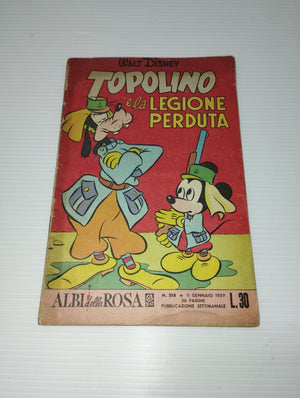 WALT DISNEY
TOPOLINO
e la LEGIONE
PERDUTA
ALBI della ROSA
N. 218 • 11 GENNAIO 1959
36 PAGINE
PUBBLICAZIONE SETTIMANALE
L. 30